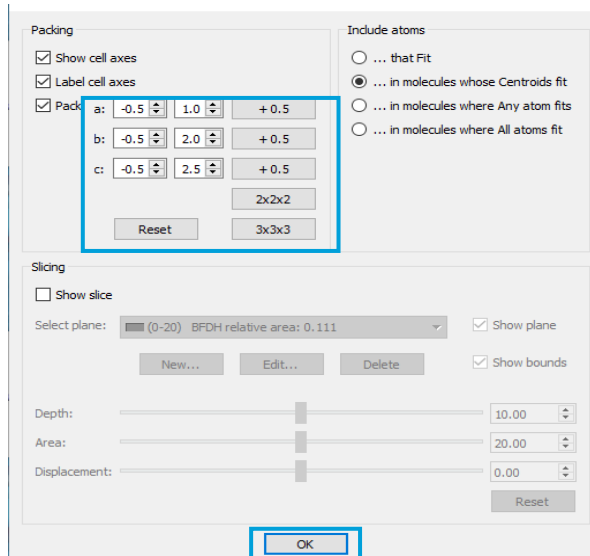 Packing
Show cell axes
Label cell axes
Pack
a: -0.5 1.0 +0.5
b: -0.5 2.0 +0.5
c: -0.5 2.5 +0.5
2x2x2
Reset 3x3x3
Include atoms
... that Fit
... in molecules whose Centroids fit
... in molecules where Any atom fits
... in molecules where All atoms fit
Slicing
Show slice
Select plane: (0-20) BFDH relative area: 0.111 Show plane
New... Edit... Delete Show bounds
Depth: 10.00
Area: 20.00
Displacement: 0.00
Reset
OK